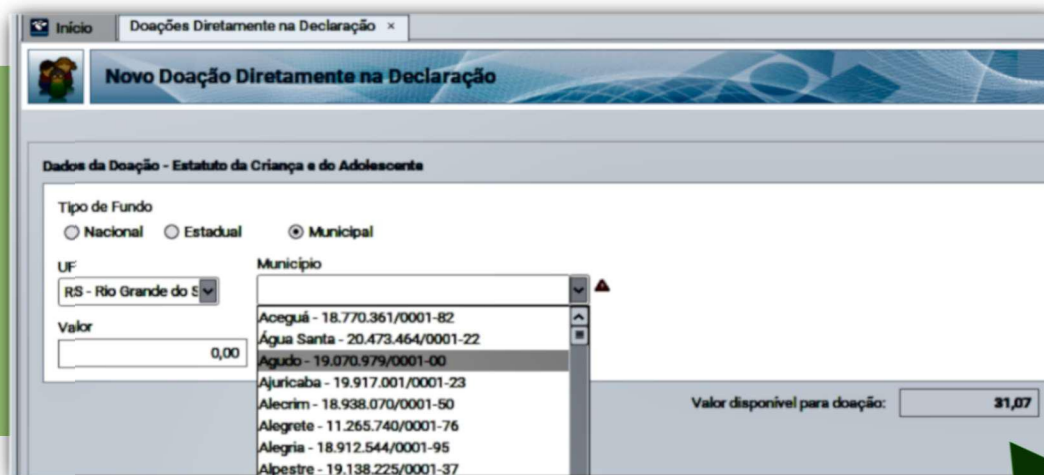 Início
Doações Diretamente na Declaração ×
Novo Doação Diretamente na Declaração
Dados da Doação - Estatuto da Criança e do Adolescente
Tipo de Fundo
Nacional Estadual Municipal
UF
Município
RS - Rio Grande do S
Valor
0,00
Aceguá - 18.770.361/0001-82
Água Santa - 20.473.464/0001-22
Agudo - 19.070.979/0001-00
Ajuricaba - 19.917.001/0001-23
Alecrim - 18.938.070/0001-50
Alegrete - 11.265.740/0001-76
Alegria - 18.912.544/0001-95
Alpestre - 19.138.225/0001-37
Valor disponível para doação: 31,07